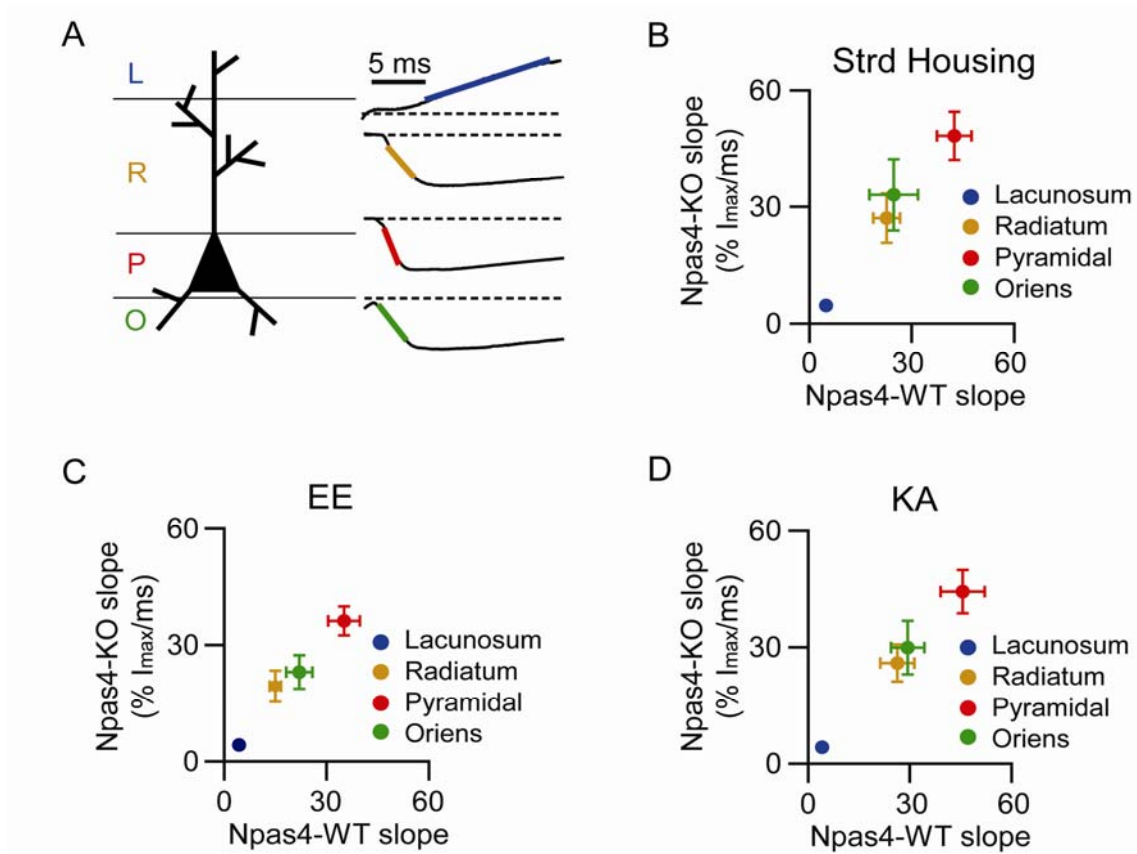 A
L
R
P
O
5 ms
B
Strd Housing
Npas4-KO slope
(% Imax/ms)
60
30
0
0 30 60
Npas4-WT slope
Lacunosum
Radiatum
Pyramidal
Oriens
C
EE
Npas4-KO slope
(% Imax/ms)
60
30
0
0 30 60
Npas4-WT slope
Lacunosum
Radiatum
Pyramidal
Oriens
D
KA
Npas4-KO slope
(% Imax/ms)
60
30
0
0 30 60
Npas4-WT slope
Lacunosum
Radiatum
Pyramidal
Oriens